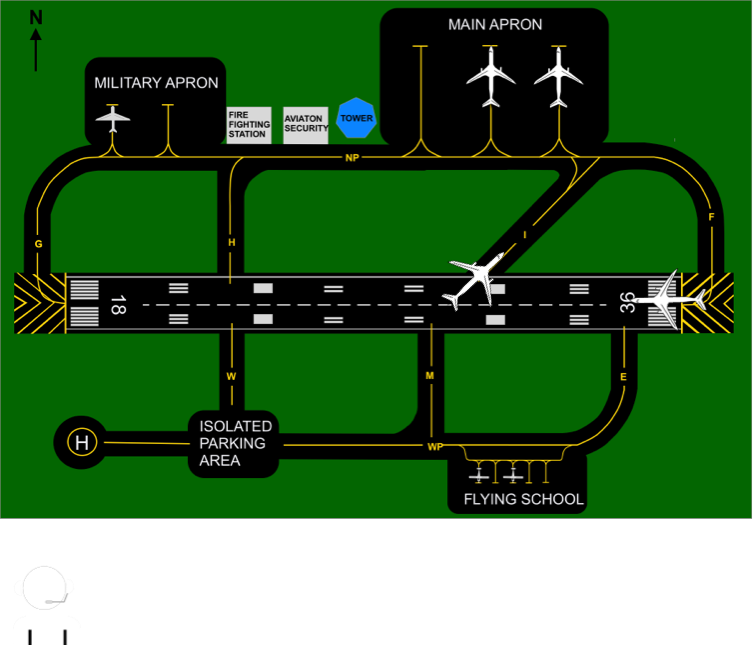 N
MAIN APRON
MILITARY APRON
FIRE
FIGHTING
STATION
AVIATON
SECURITY
TOWER
NP
G
H
I
F
18
36
W
M
E
ISOLATED
PARKING
AREA
H
WP
FLYING SCHOOL